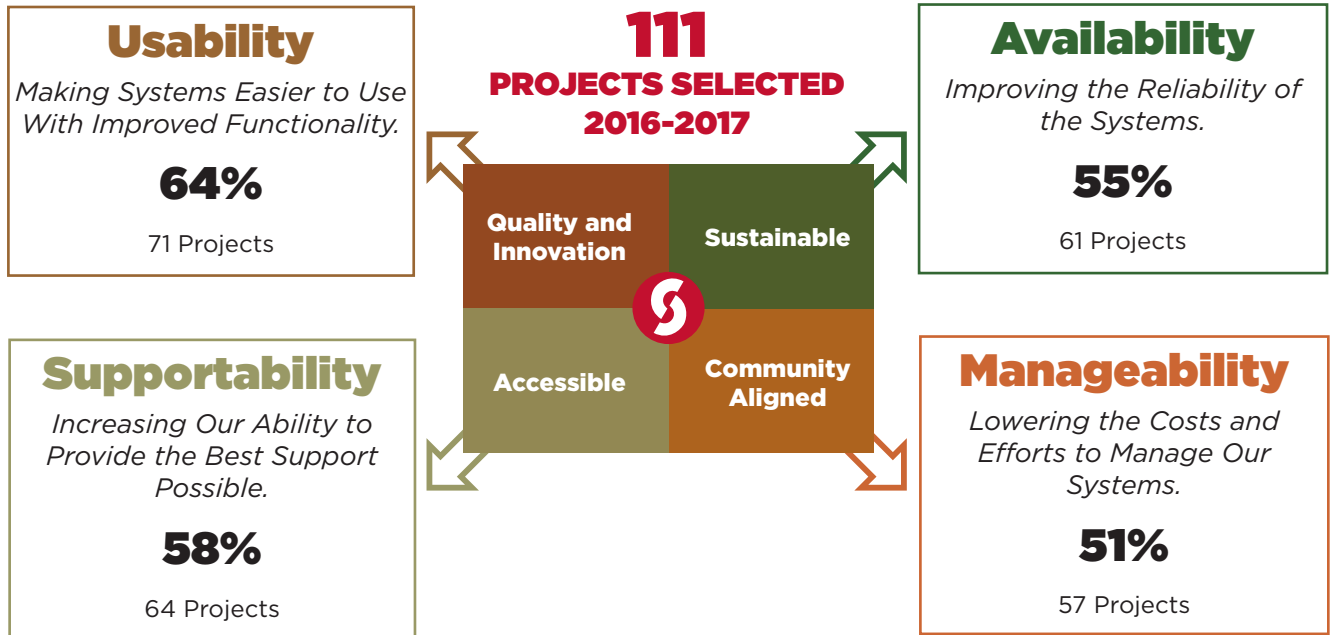 Usability
Making Systems Easier to Use
With Improved Functionality.
64%
71 Projects
111
PROJECTS SELECTED
2016-2017
Availability
Improving the Reliability of
the Systems.
55%
61 Projects
Quality and
Innovation
Sustainable
Accessible
Community
Aligned
Supportability
Increasing Our Ability to
Provide the Best Support
Possible.
58%
64 Projects
Manageability
Lowering the Costs and
Efforts to Manage Our
Systems.
51%
57 Projects